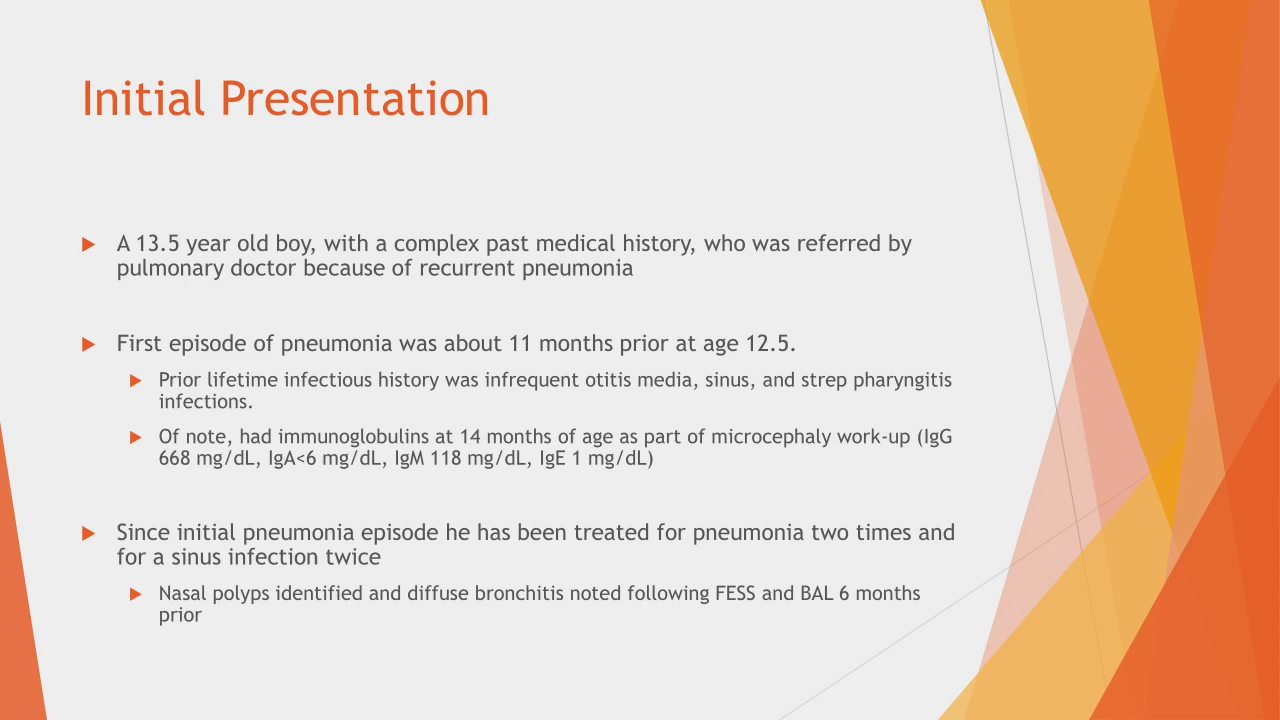 Initial Presentation
A 13.5 year old boy, with a complex past medical history, who was referred by
pulmonary doctor because of recurrent pneumonia
First episode of pneumonia was about 11 months prior at age 12.5.
Prior lifetime infectious history was infrequent otitis media, sinus, and strep pharyngitis
infections.
Of note, had immunoglobulins at 14 months of age as part of microcephaly work-up (IgG
668 mg/dL, IgA<6 mg/dL, IgM 118 mg/dL, IgE 1 mg/dL)
Since initial pneumonia episode he has been treated for pneumonia two times and
for a sinus infection twice
Nasal polyps identified and diffuse bronchitis noted following FESS and BAL 6 months
prior